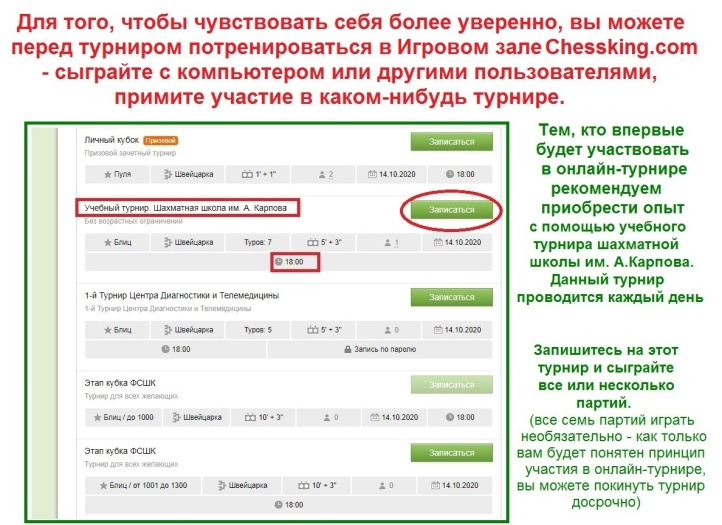 Для того, чтобы чувствовать себя более уверенно, вы можете
перед турниром потренироваться в Игровом зале Chessking.com
- сыграйте с компьютером или другими пользователями,
примите участие в каком-нибудь турнире.
Личный кубок Призовой
Призовой зачетный турнир
Записаться
Пуля Швейцарка 1' + 1" 2 14.10.2020 18:00
Учебный турнир. Шахматная школа им. А. Карпова
Без возрастных ограничений
Записаться
Блиц Швейцарка Туров: 7 5' + 3" 1 14.10.2020
18:00
1-й Турнир Центра Диагностики и Телемедицины
1-й Турнир Центра Диагностики и Телемедицины
Записаться
Блиц Швейцарка Туров: 5 5' + 3" 0 14.10.2020
18:00 Запись по паролю
Этап кубка ФСШК
Турнир для всех желающих
Записаться
Блиц / до 1000 Швейцарка 10' + 3" 0 14.10.2020 18:00
Этап кубка ФСШК
Турнир для всех желающих
Записаться
Блиц / от 1001 до 1300 Швейцарка 10' + 3" 0 14.10.2020
18:00
Тем, кто впервые
будет участвовать
в онлайн-турнире
рекомендуем
приобрести опыт
с помощью учебного
турнира шахматной
школы им. А.Карпова.
Данный турнир
проводится каждый день
Запишитесь на этот
турнир и сыграйте
все или несколько
партий.
(все семь партий играть
необязательно - как только
вам будет понятен принцип
участия в онлайн-турнире,
вы можете покинуть турнир
досрочно)